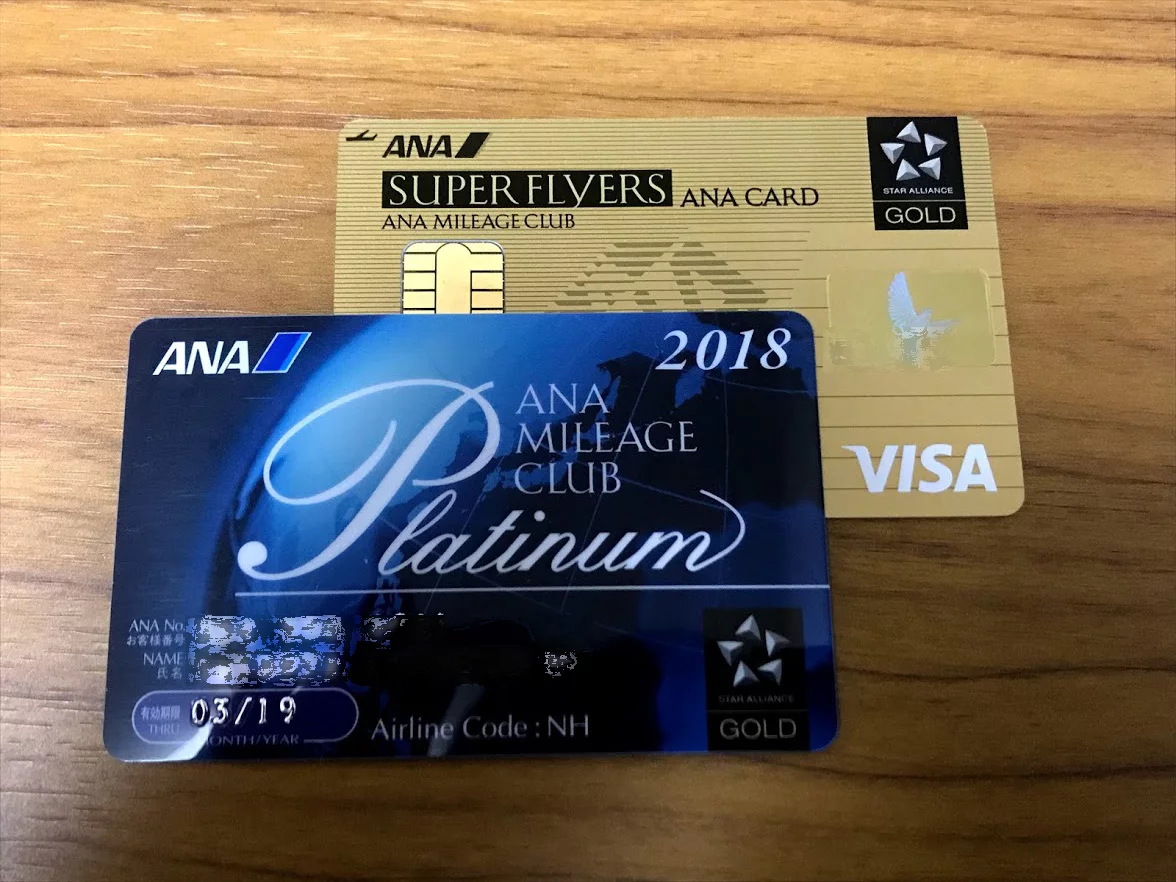 ANA
SUPER FLYERS ANA CARD
ANA MILEAGE CLUB
STAR ALLIANCE
GOLD
VISA
ANA
2018
ANA
MILEAGE
CLUB
Platinum
ANA No.
お客様番号
NAME
氏名
有効期限
THRU
03/19
MONTH/YEAR
Airline Code : NH
STAR ALLIANCE
GOLD